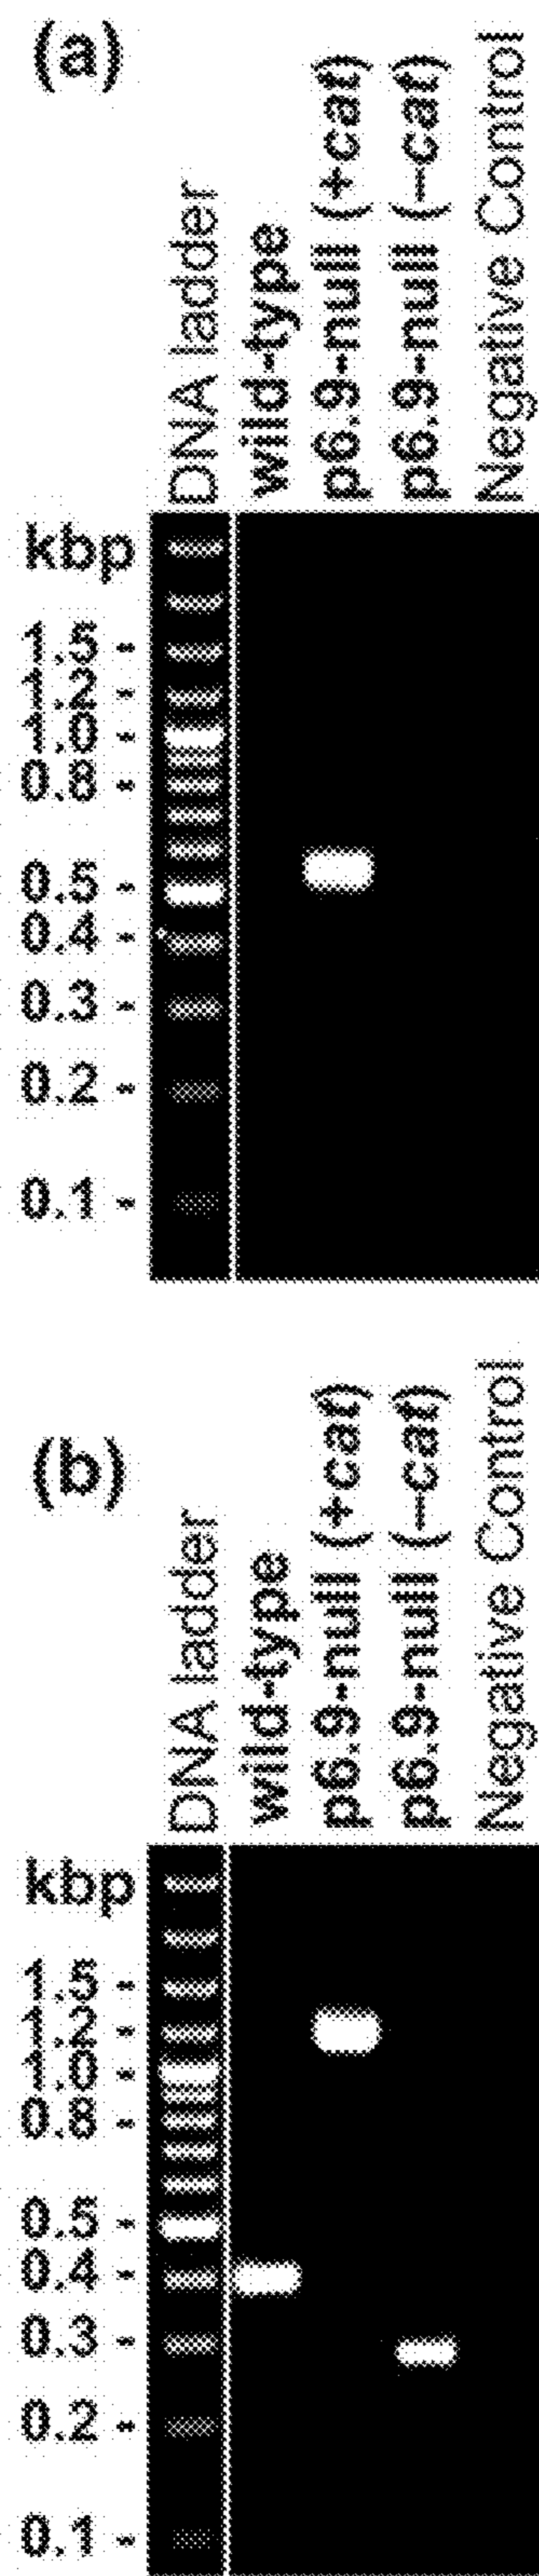 (a)
DNA ladder
wild-type
p6.9-null (+cat)
p6.9-null (−cat)
Negative Control
kbp
1.5 -
1.2 -
1.0 -
0.8 -
0.5 -
0.4 -
0.3 -
0.2 -
0.1 -
(b)
DNA ladder
wild-type
p6.9-null (+cat)
p6.9-null (−cat)
Negative Control
kbp
1.5 -
1.2 -
1.0 -
0.8 -
0.5 -
0.4 -
0.3 -
0.2 -
0.1 -